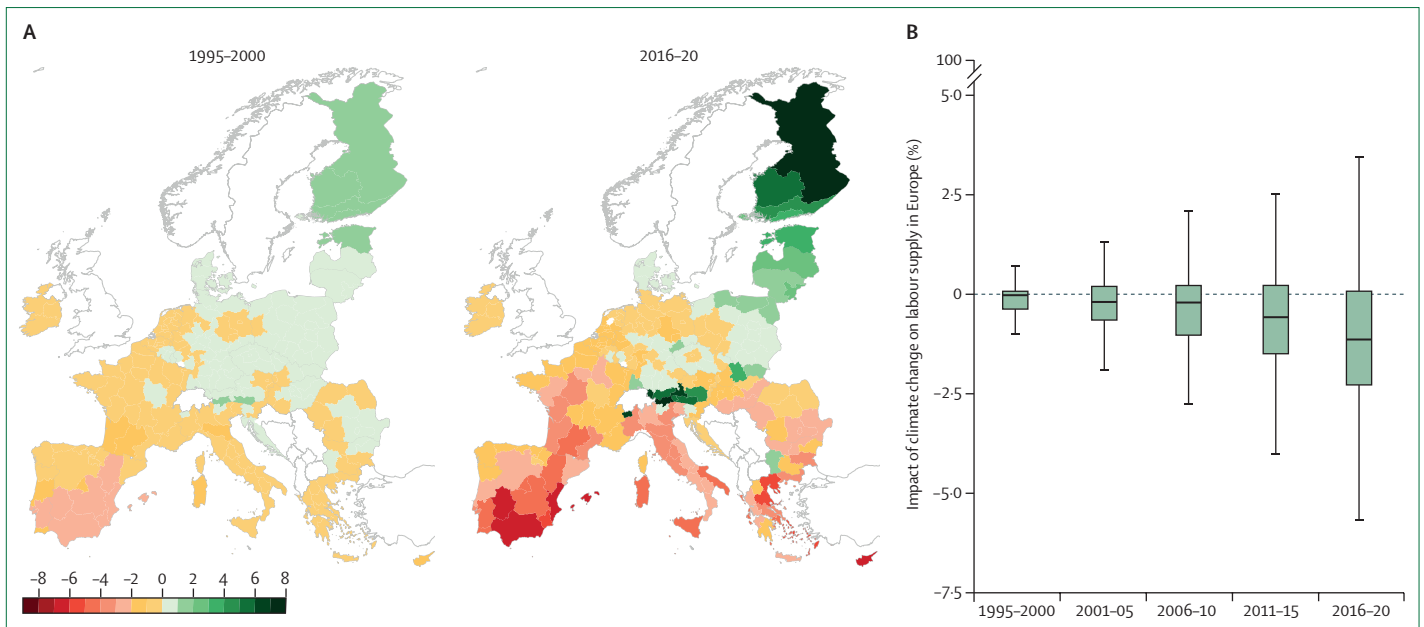 A
1995–2000
2016–20
–8 –6 –4 –2 0 2 4 6 8
B
Impact of climate change on labour supply in Europe (%)
100
5·0
2·5
0
–2·5
–5·0
–7·5
1995–2000 2001–05 2006–10 2011–15 2016–20